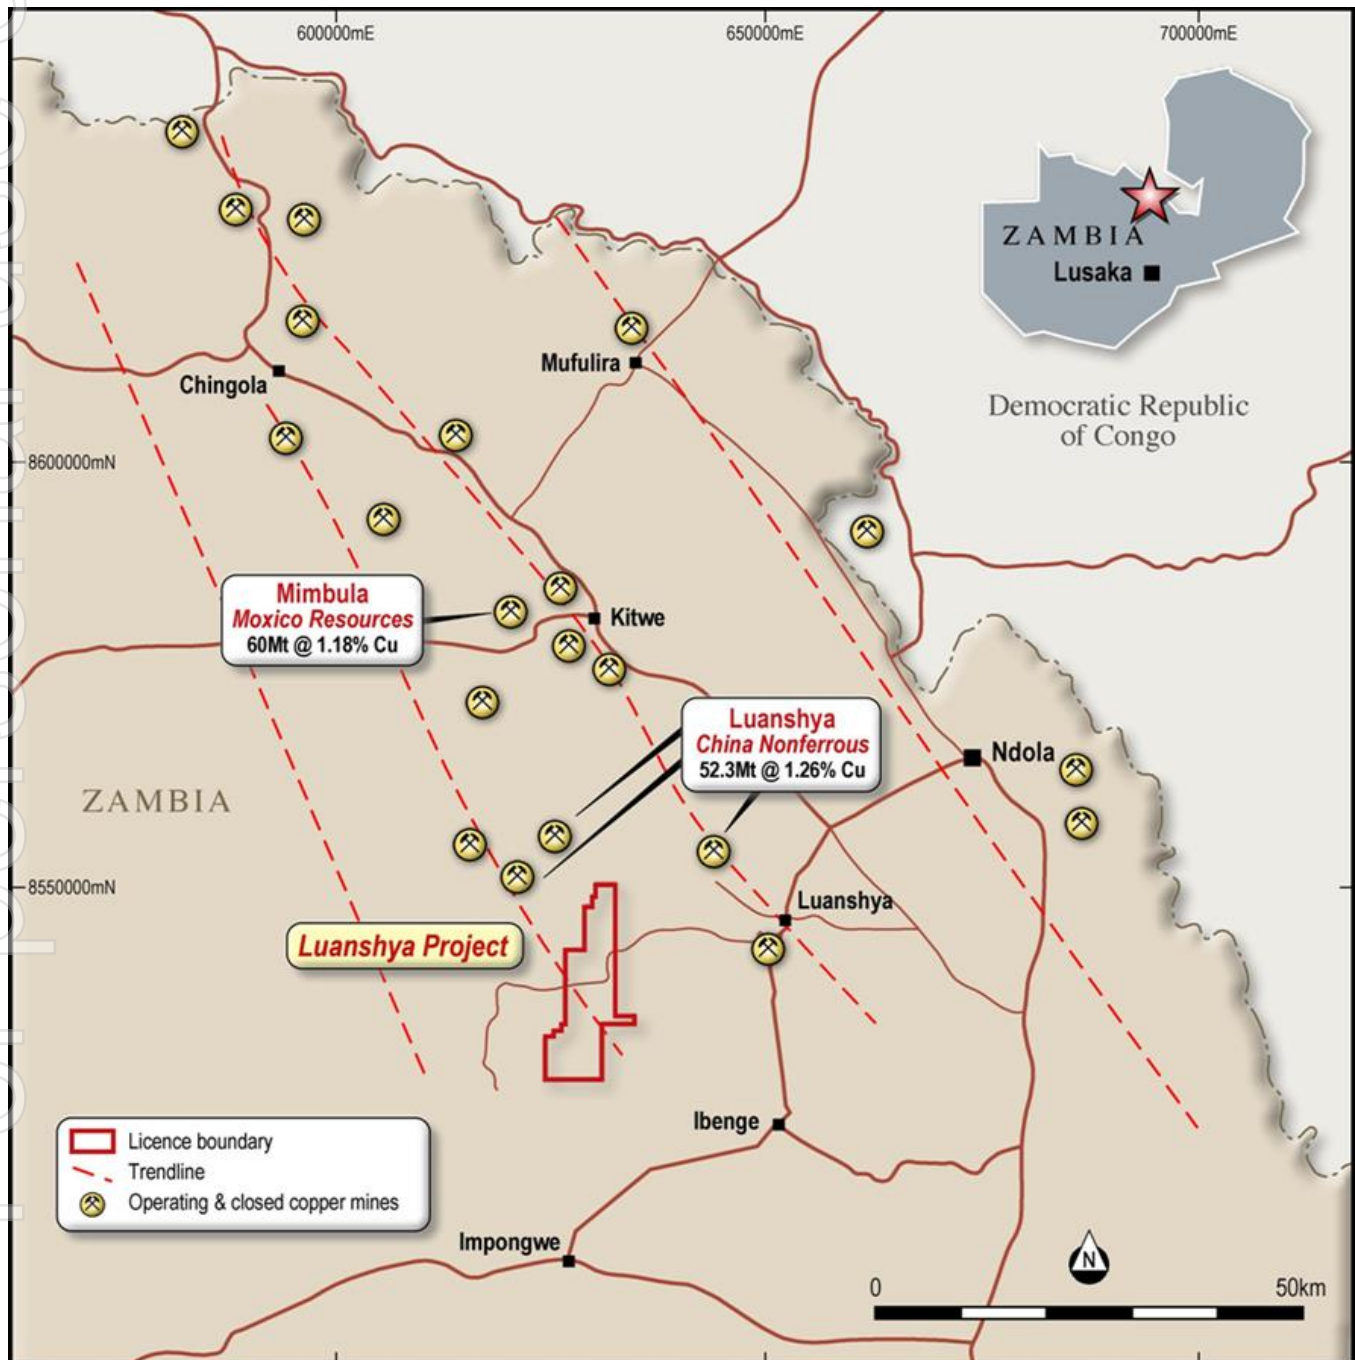 600000mE
650000mE
700000mE
ZAMBIA
Lusaka
Mufulira
Chingola
Democratic Republic
of Congo
8600000mN
Mimbula
Moxico Resources
60Mt @ 1.18% Cu
Kitwe
Luanshya
China Nonferrous
52.3Mt @ 1.26% Cu
Ndola
ZAMBIA
8550000mN
Luanshya
Luanshya Project
Ibenge
Licence boundary
Trendline
Operating & closed copper mines
Impongwe
N
0
50km